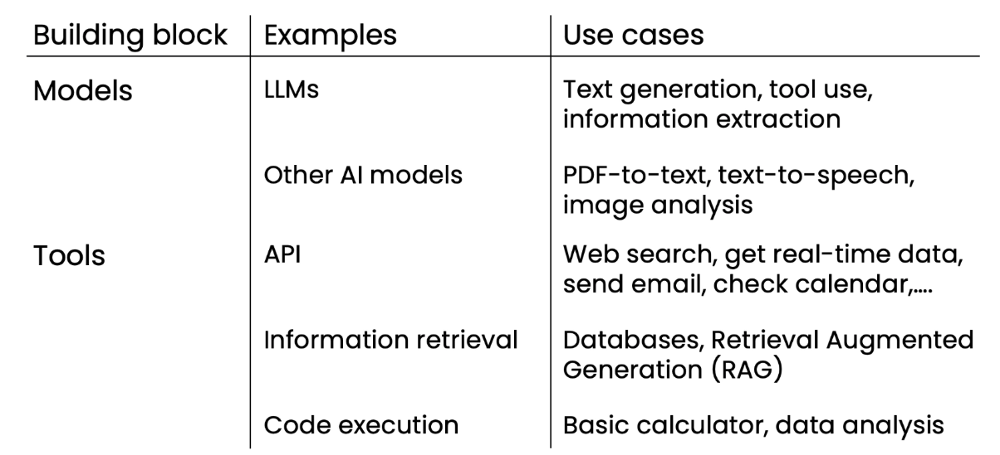 Building block Examples Use cases
Models LLMs Text generation, tool use,
information extraction
Other AI models PDF-to-text, text-to-speech,
image analysis
Tools API Web search, get real-time data,
send email, check calendar,....
Information retrieval Databases, Retrieval Augmented
Generation (RAG)
Code execution Basic calculator, data analysis